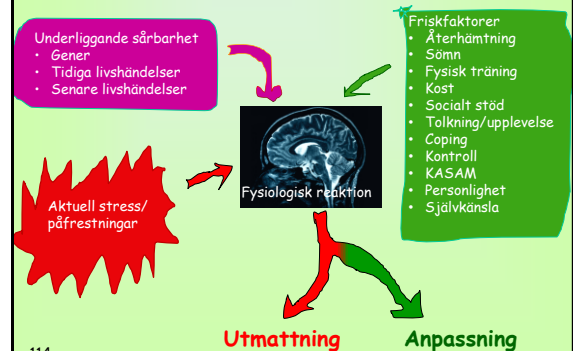 Underliggande sårbarhet
• Gener
• Tidiga livshändelser
• Senare livshändelser
Friskfaktorer
• Återhämtning
• Sömn
• Fysisk träning
• Kost
• Socialt stöd
• Tolkning/upplevelse
• Coping
• Kontroll
• KASAM
• Personlighet
• Självkänsla
Fysiologisk reaktion
Aktuell stress/
påfrestningar
Utmattning
Anpassning
114